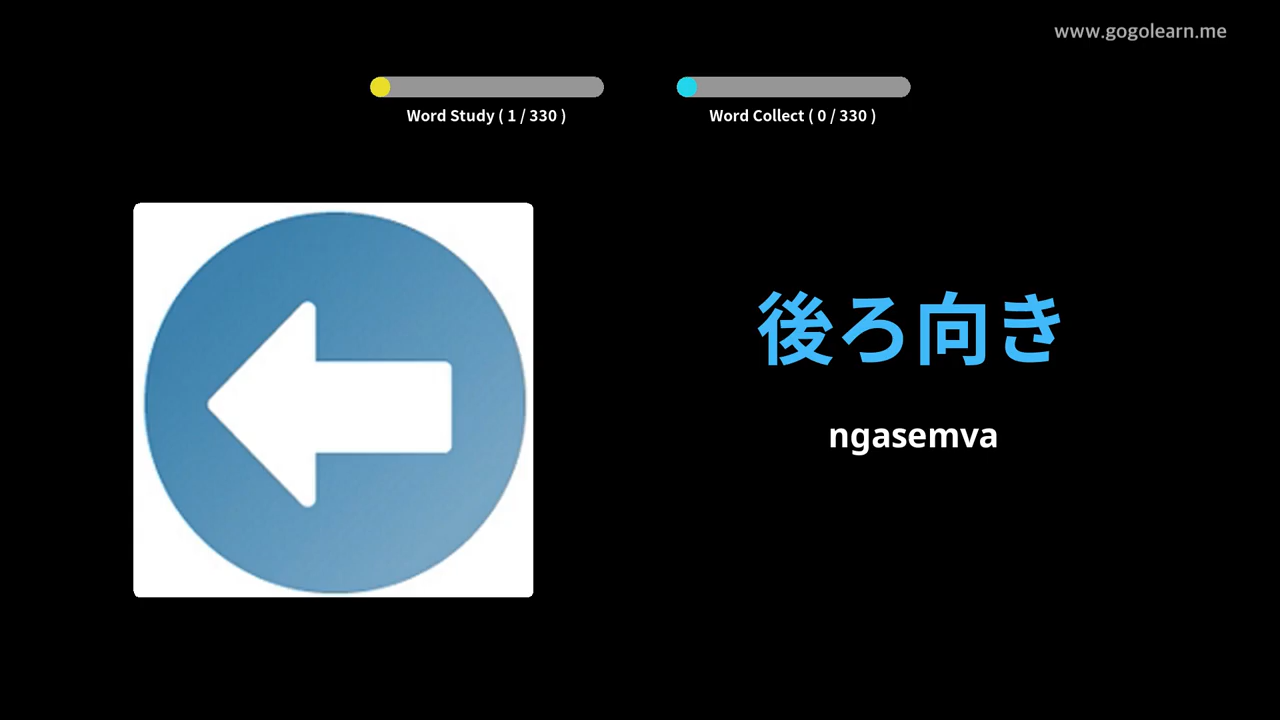 www.gogolearn.me
Word Study ( 1 / 330 )
Word Collect ( 0 / 330 )
後ろ向き
ngasemva